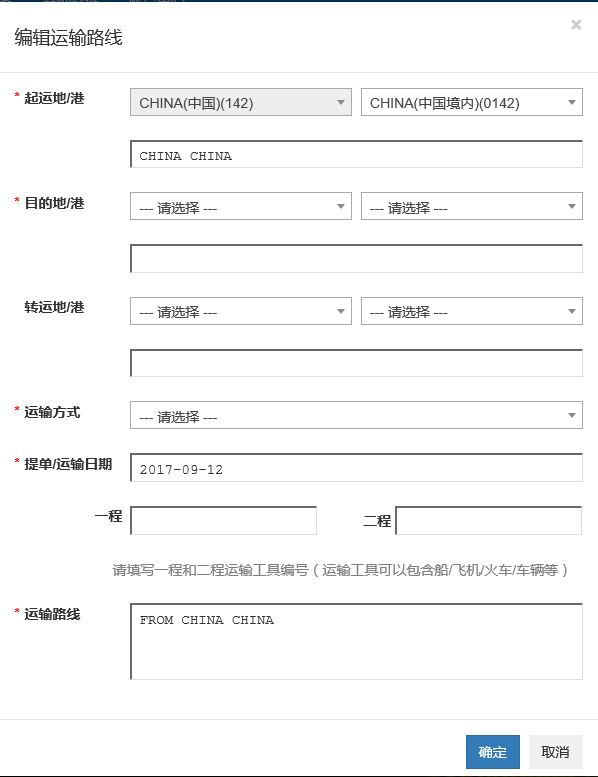 编辑运输路线
×
* 起运地/港 CHINA(中国)(142) CHINA(中国境内)(0142)
CHINA CHINA
* 目的地/港 --- 请选择 --- --- 请选择 ---
转运地/港 --- 请选择 --- --- 请选择 ---
* 运输方式 --- 请选择 ---
* 提单/运输日期 2017-09-12
一程 二程
请填写一程和二程运输工具编号（运输工具可以包含船/飞机/火车/车辆等）
* 运输路线 FROM CHINA CHINA
确定 取消